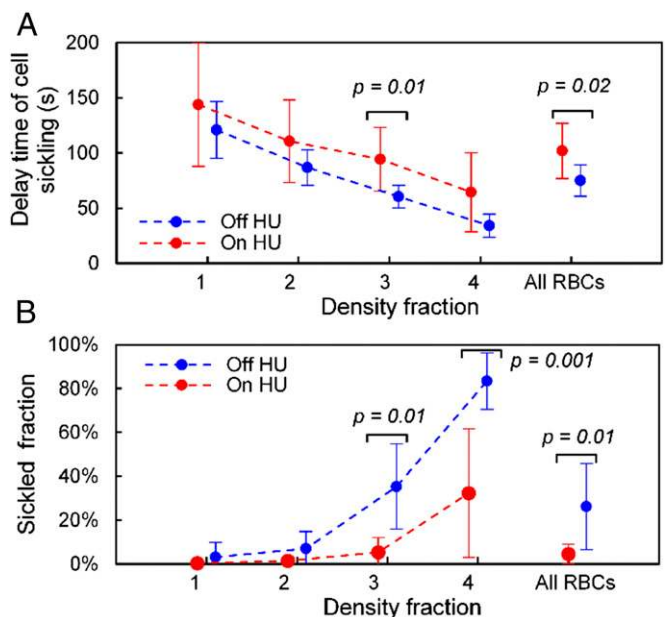 A
200
150
100
50
0
Delay time of cell
sickling (s)
p = 0.01
p = 0.02
Off HU
On HU
1
2
3
4
All RBCs
Density fraction
B
100%
80%
60%
40%
20%
0%
Sickled fraction
Off HU
On HU
p = 0.01
p = 0.001
p = 0.01
1
2
3
4
All RBCs
Density fraction